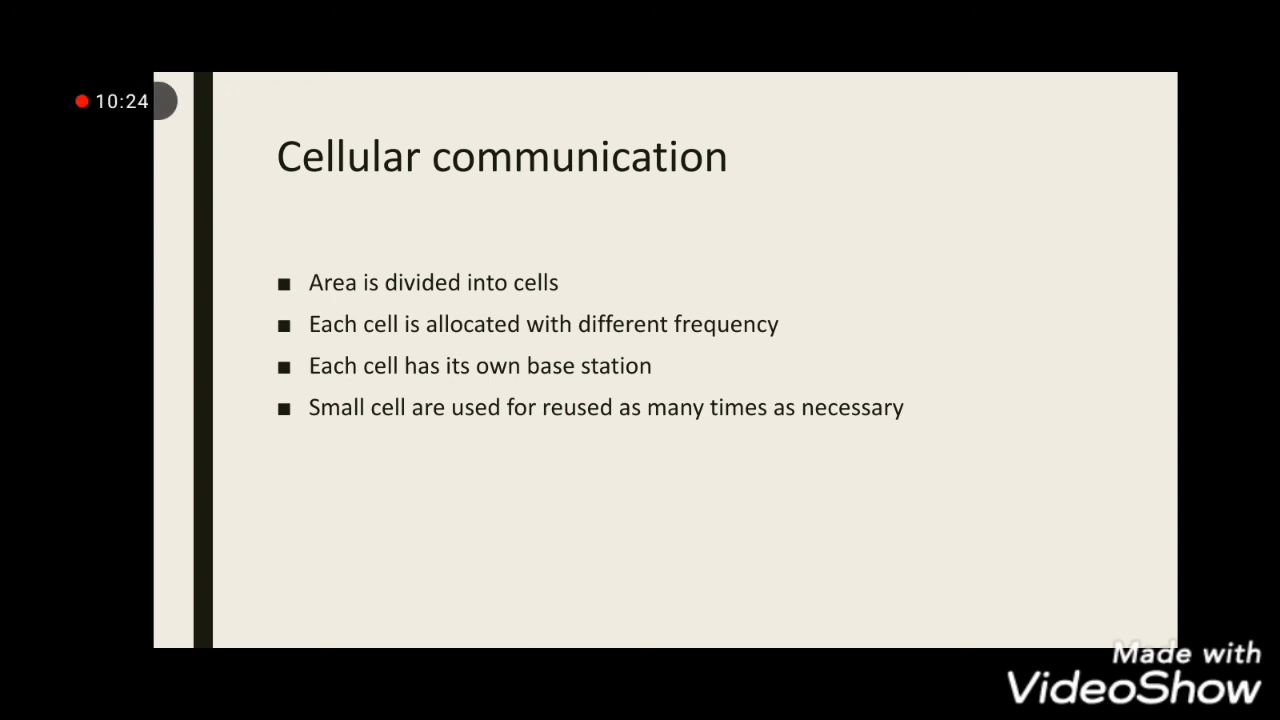 10:24
Cellular communication
■ Area is divided into cells
■ Each cell is allocated with different frequency
■ Each cell has its own base station
■ Small cell are used for reused as many times as necessary
Made with
VideoShow